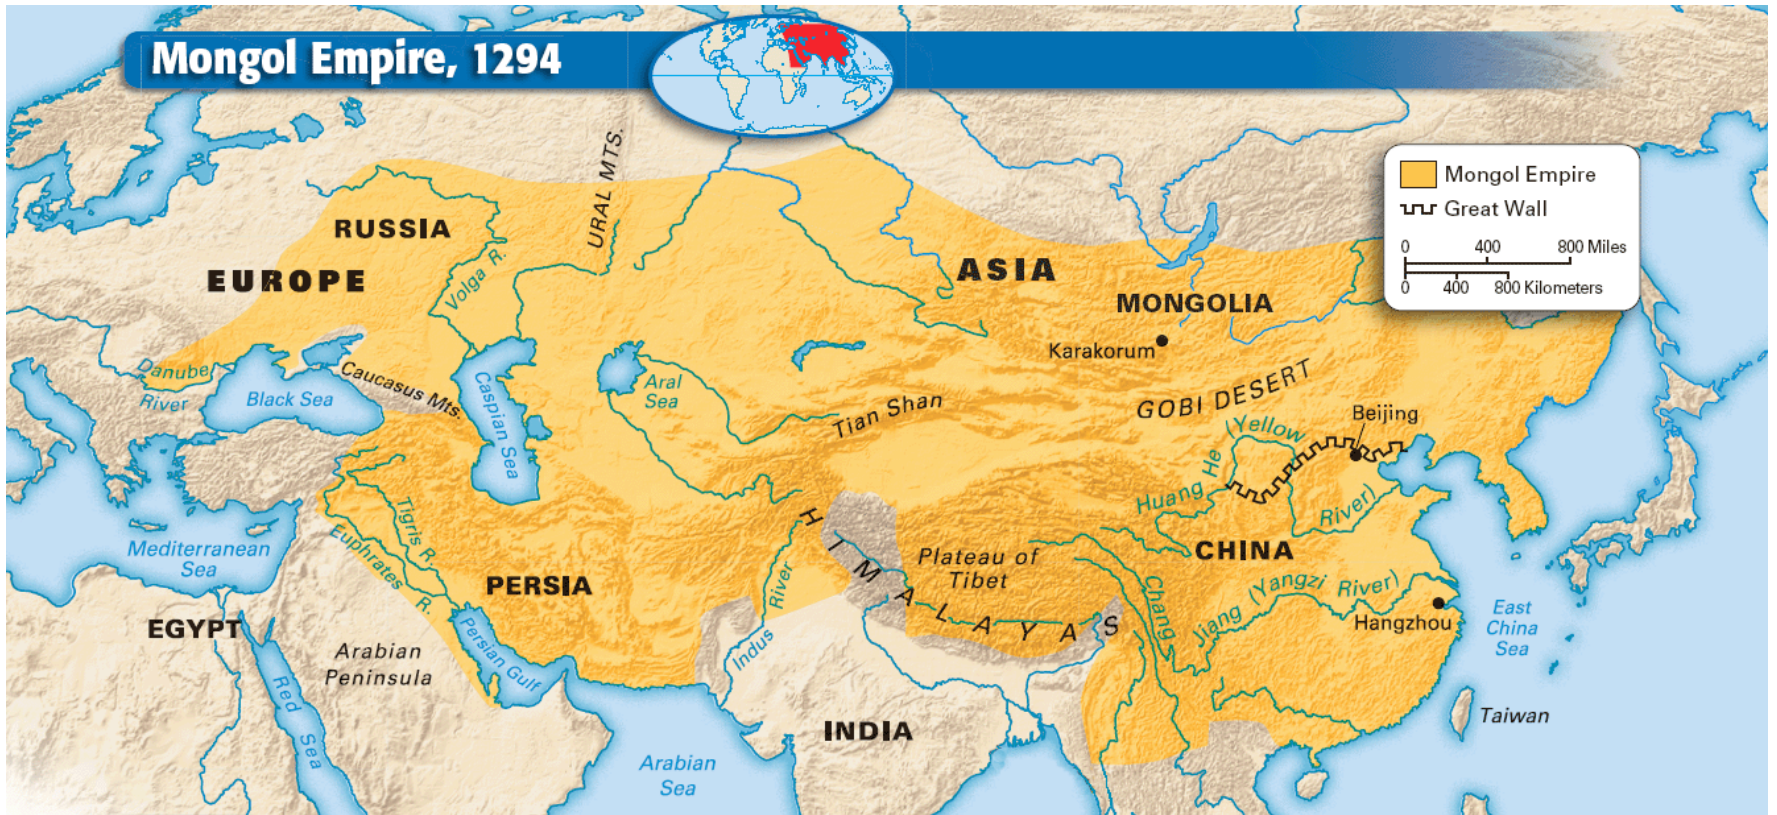 Mongol Empire, 1294
Mongol Empire
Great Wall
0 400 800 Miles
0 400 800 Kilometers
URAL MTS.
RUSSIA
EUROPE
Volga R.
ASIA
MONGOLIA
Karakorum
Danube
River
Black Sea
Caucasus Mts.
Caspian Sea
Aral
Sea
Tian Shan
GOBI DESERT
Beijing
Huang He (Yellow
River)
Mediterranean
Sea
Tigris R.
Euphrates R.
PERSIA
HIMALAYAS
Plateau of
Tibet
CHINA
Chang
Jiang (Yangzi River)
Hangzhou
East
China
Sea
EGYPT
Arabian
Peninsula
Red
Sea
Persian Gulf
Indus
River
INDIA
Arabian
Sea
Taiwan